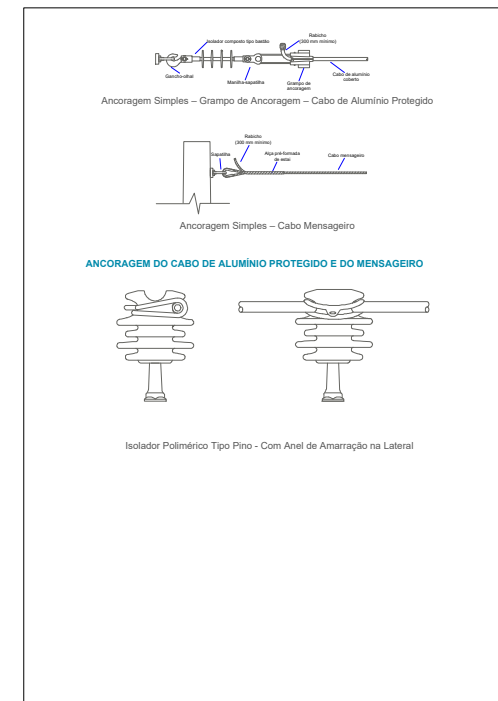 Rabicho
(300 mm mínimo)
Isolador composto tipo bastão
Gancho-olhal
Manilha-sapatilha
Grampo de
ancoragem
Cabo de alumínio
coberto
Ancoragem Simples – Grampo de Ancoragem – Cabo de Alumínio Protegido
Rabicho
(300 mm mínimo)
Sapatilha
Alça pré-formada
de estai
Cabo mensageiro
Ancoragem Simples – Cabo Mensageiro
ANCORAGEM DO CABO DE ALUMÍNIO PROTEGIDO E DO MENSAGEIRO
Isolador Polimérico Tipo Pino - Com Anel de Amarração na Lateral